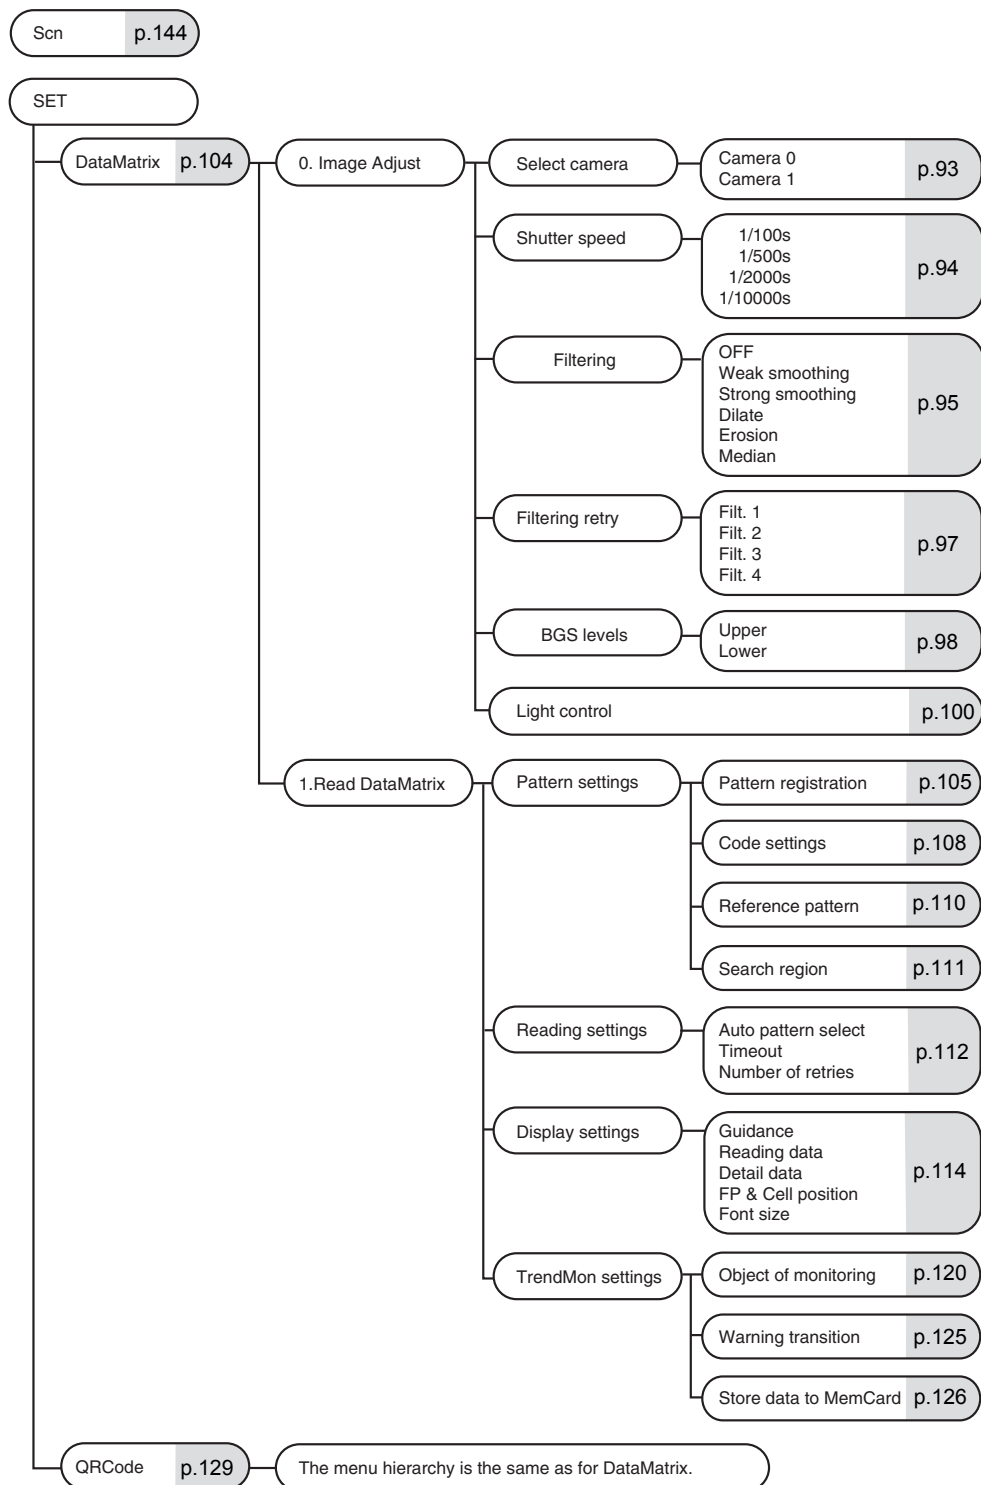 Scn p.144
SET
DataMatrix p.104
0. Image Adjust
Select camera
Camera 0
Camera 1
p.93
Shutter speed
1/100s
1/500s
1/2000s
1/10000s
p.94
Filtering
OFF
Weak smoothing
Strong smoothing
Dilate
Erosion
Median
p.95
Filtering retry
Filt. 1
Filt. 2
Filt. 3
Filt. 4
p.97
BGS levels
Upper
Lower
p.98
Light control p.100
1.Read DataMatrix
Pattern settings
Pattern registration p.105
Code settings p.108
Reference pattern p.110
Search region p.111
Reading settings
Auto pattern select
Timeout
Number of retries
p.112
Display settings
Guidance
Reading data
Detail data
FP & Cell position
Font size
p.114
TrendMon settings
Object of monitoring p.120
Warning transition p.125
Store data to MemCard p.126
QRCode p.129
The menu hierarchy is the same as for DataMatrix.